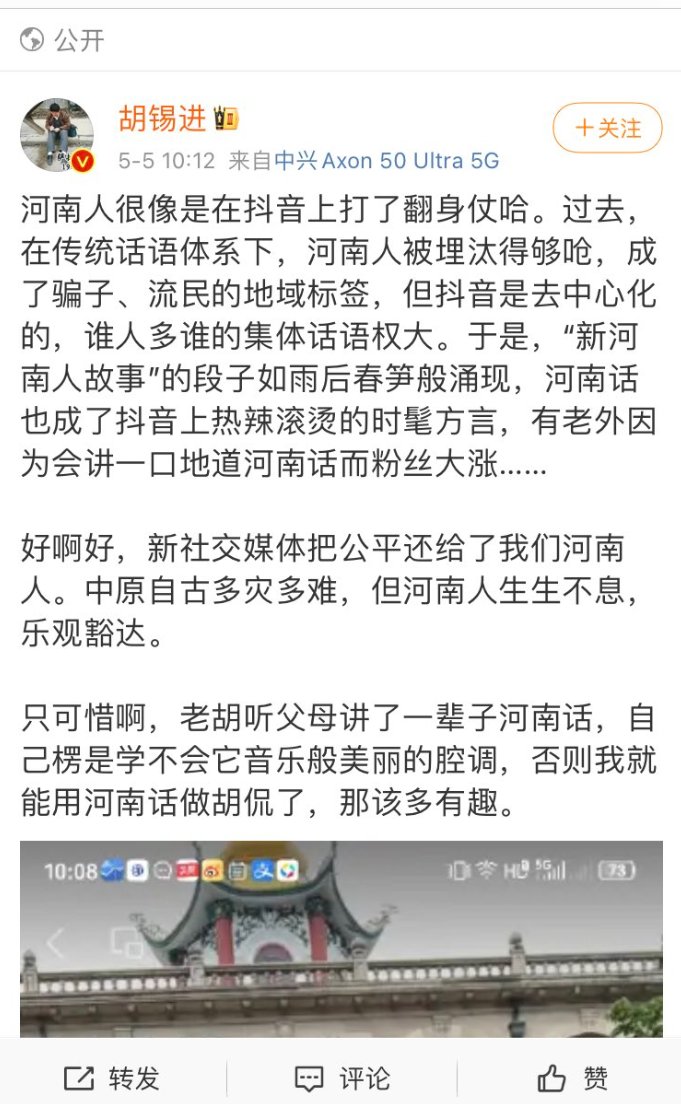 公开
胡锡进
+关注
5-5 10:12 来自中兴Axon 50 Ultra 5G
河南人很像是在抖音上打了翻身仗哈。过去，
在传统话语体系下，河南人被埋汰得够呛，成
了骗子、流民的地域标签，但抖音是去中心化
的，谁人多谁的集体话语权大。于是，“新河
南人故事”的段子如雨后春笋般涌现，河南话
也成了抖音上热辣滚烫的时髦方言，有老外因
为会讲一口地道河南话而粉丝大涨……
好啊好，新社交媒体把公平还给了我们河南
人。中原自古多灾多难，但河南人生生不息，
乐观豁达。
只可惜啊，老胡听父母讲了一辈子河南话，自
己楞是学不会它音乐般美丽的腔调，否则我就
能用河南话做胡侃了，那该多有趣。
10:08 5G 73
转发 评论 赞